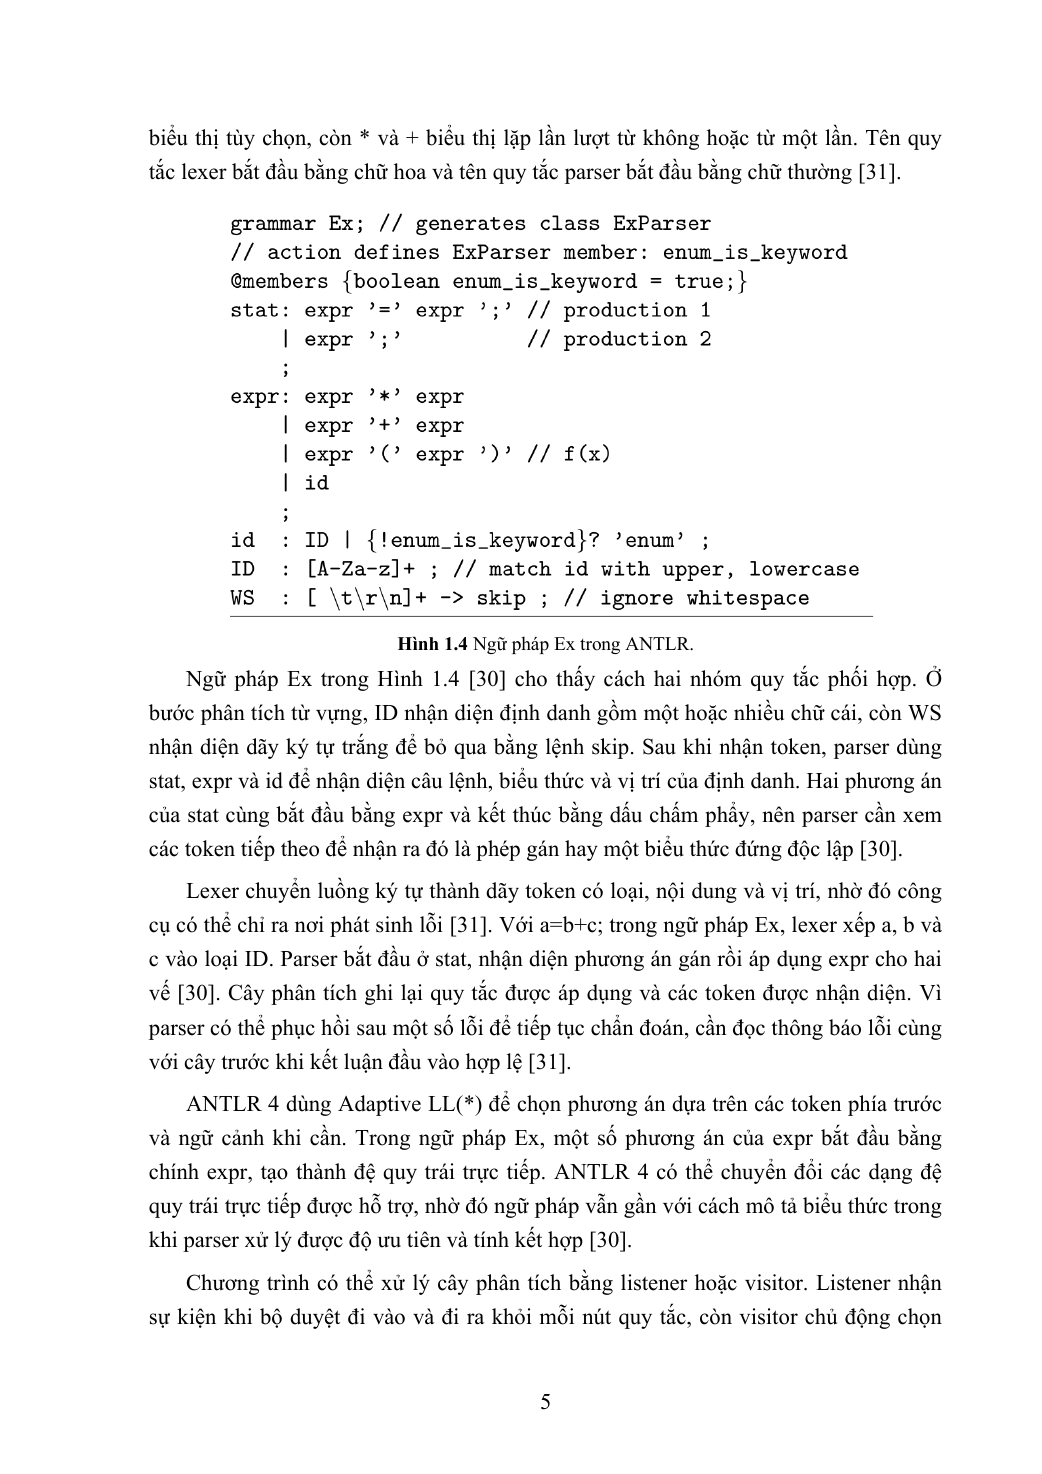 biểu thị tùy chọn, còn * và + biểu thị lặp lần lượt từ không hoặc từ một lần. Tên quy
tắc lexer bắt đầu bằng chữ hoa và tên quy tắc parser bắt đầu bằng chữ thường [31].
grammar Ex; // generates class ExParser
// action defines ExParser member: enum_is_keyword
@members {boolean enum_is_keyword = true;}
stat: expr ’=’ expr ’;’ // production 1
    | expr ’;’          // production 2
    ;
expr: expr ’*’ expr
    | expr ’+’ expr
    | expr ’(’ expr ’)’ // f(x)
    | id
    ;
id  : ID | {!enum_is_keyword}? ’enum’ ;
ID  : [A-Za-z]+ ; // match id with upper, lowercase
WS  : [ \t\r\n]+ -> skip ; // ignore whitespace
Hình 1.4 Ngữ pháp Ex trong ANTLR.
Ngữ pháp Ex trong Hình 1.4 [30] cho thấy cách hai nhóm quy tắc phối hợp. Ở
bước phân tích từ vựng, ID nhận diện định danh gồm một hoặc nhiều chữ cái, còn WS
nhận diện dãy ký tự trắng để bỏ qua bằng lệnh skip. Sau khi nhận token, parser dùng
stat, expr và id để nhận diện câu lệnh, biểu thức và vị trí của định danh. Hai phương án
của stat cùng bắt đầu bằng expr và kết thúc bằng dấu chấm phẩy, nên parser cần xem
các token tiếp theo để nhận ra đó là phép gán hay một biểu thức đứng độc lập [30].
Lexer chuyển luồng ký tự thành dãy token có loại, nội dung và vị trí, nhờ đó công
cụ có thể chỉ ra nơi phát sinh lỗi [31]. Với a=b+c; trong ngữ pháp Ex, lexer xếp a, b và
c vào loại ID. Parser bắt đầu ở stat, nhận diện phương án gán rồi áp dụng expr cho hai
vế [30]. Cây phân tích ghi lại quy tắc được áp dụng và các token được nhận diện. Vì
parser có thể phục hồi sau một số lỗi để tiếp tục chẩn đoán, cần đọc thông báo lỗi cùng
với cây trước khi kết luận đầu vào hợp lệ [31].
ANTLR 4 dùng Adaptive LL(*) để chọn phương án dựa trên các token phía trước
và ngữ cảnh khi cần. Trong ngữ pháp Ex, một số phương án của expr bắt đầu bằng
chính expr, tạo thành đệ quy trái trực tiếp. ANTLR 4 có thể chuyển đổi các dạng đệ
quy trái trực tiếp được hỗ trợ, nhờ đó ngữ pháp vẫn gần với cách mô tả biểu thức trong
khi parser xử lý được độ ưu tiên và tính kết hợp [30].
Chương trình có thể xử lý cây phân tích bằng listener hoặc visitor. Listener nhận
sự kiện khi bộ duyệt đi vào và đi ra khỏi mỗi nút quy tắc, còn visitor chủ động chọn
5